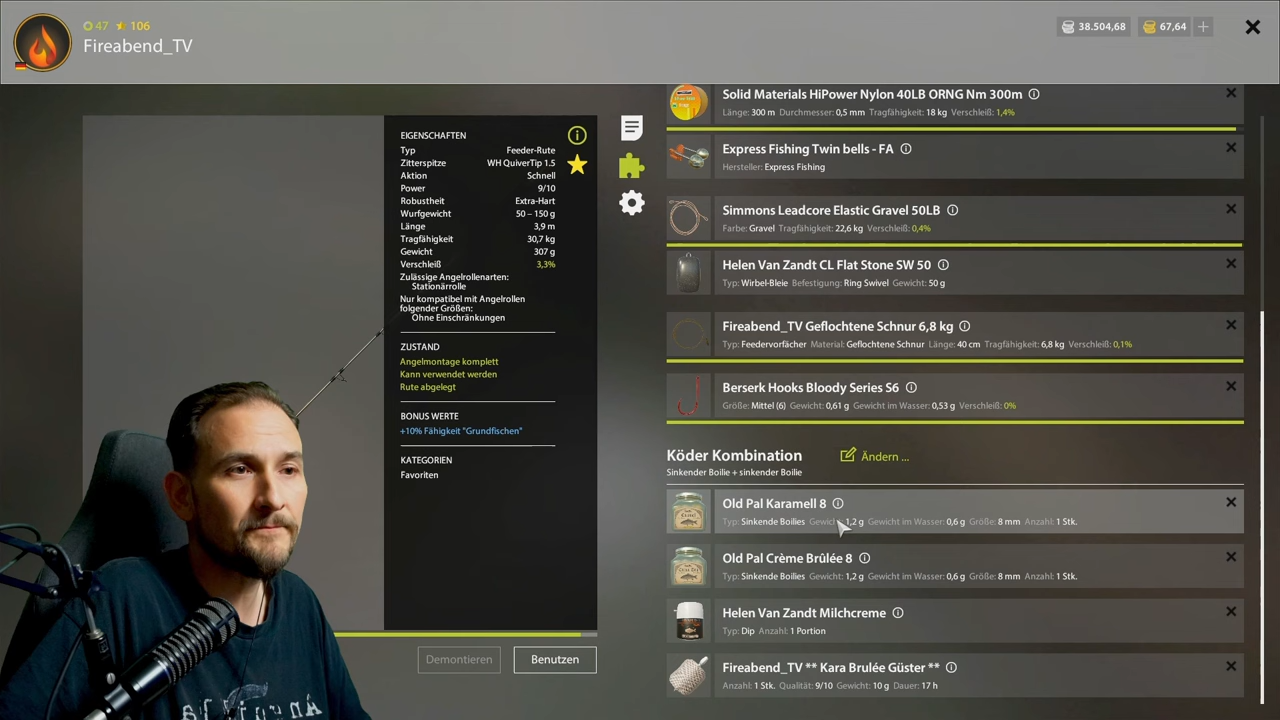 47 106
Fireabend_TV
38.504,68
67,64
EIGENSCHAFTEN
Typ Feeder-Rute
Zitterspitze WH QuiverTip 1.5
Aktion Schnell
Power 9/10
Robustheit Extra-Hart
Wurfgewicht 50 – 150 g
Länge 3,9 m
Tragfähigkeit 30,7 kg
Gewicht 307 g
Verschleiß 3,3%
Zulässige Angelrollenarten:
Stationärrolle
Nur kompatibel mit Angelrollen
folgender Größen:
Ohne Einschränkungen
ZUSTAND
Angelmontage komplett
Kann verwendet werden
Rute abgelegt
BONUS WERTE
+10% Fähigkeit "Grundfischen"
KATEGORIEN
Favoriten
Demontieren
Benutzen
Solid Materials HiPower Nylon 40LB ORNG Nm 300m
Länge: 300 m Durchmesser: 0,5 mm Tragfähigkeit: 18 kg Verschleiß: 1,4%
Express Fishing Twin bells - FA
Hersteller: Express Fishing
Simmons Leadcore Elastic Gravel 50LB
Farbe: Gravel Tragfähigkeit: 22,6 kg Verschleiß: 0,4%
Helen Van Zandt CL Flat Stone SW 50
Typ: Wirbel-Bleie Befestigung: Ring Swivel Gewicht: 50 g
Fireabend_TV Geflochtene Schnur 6,8 kg
Typ: Feedervorfächer Material: Geflochtene Schnur Länge: 40 cm Tragfähigkeit: 6,8 kg Verschleiß: 0,1%
Berserk Hooks Bloody Series S6
Größe: Mittel (6) Gewicht: 0,61 g Gewicht im Wasser: 0,53 g Verschleiß: 0%
Köder Kombination
Ändern ...
Sinkender Boilie + sinkender Boilie
Old Pal Karamell 8
Typ: Sinkende Boilies Gewicht: 1,2 g Gewicht im Wasser: 0,6 g Größe: 8 mm Anzahl: 1 Stk.
Old Pal Crème Brûlée 8
Typ: Sinkende Boilies Gewicht: 1,2 g Gewicht im Wasser: 0,6 g Größe: 8 mm Anzahl: 1 Stk.
Helen Van Zandt Milchcreme
Typ: Dip Anzahl: 1 Portion
Fireabend_TV ** Kara Brulée Güster **
Anzahl: 1 Stk. Qualität: 9/10 Gewicht: 10 g Dauer: 17 h